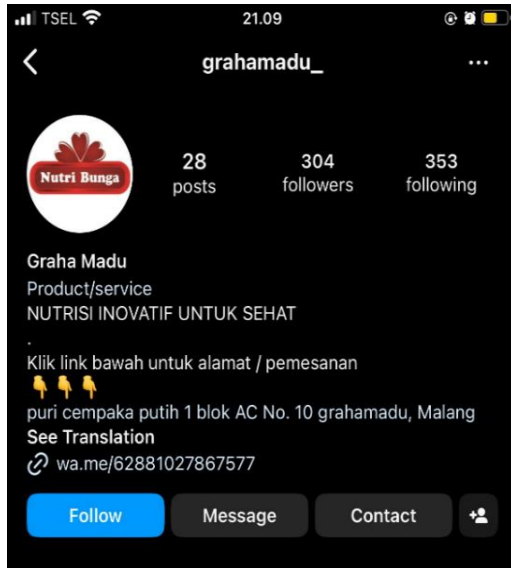 TSEL 21.09
grahamadu_
Nutri Bunga
28 304 353
posts followers following
Graha Madu
Product/service
NUTRISI INOVATIF UNTUK SEHAT
.
Klik link bawah untuk alamat / pemesanan
👇👇👇
puri cempaka putih 1 blok AC No. 10 grahamadu, Malang
See Translation
wa.me/62881027867577
Follow Message Contact